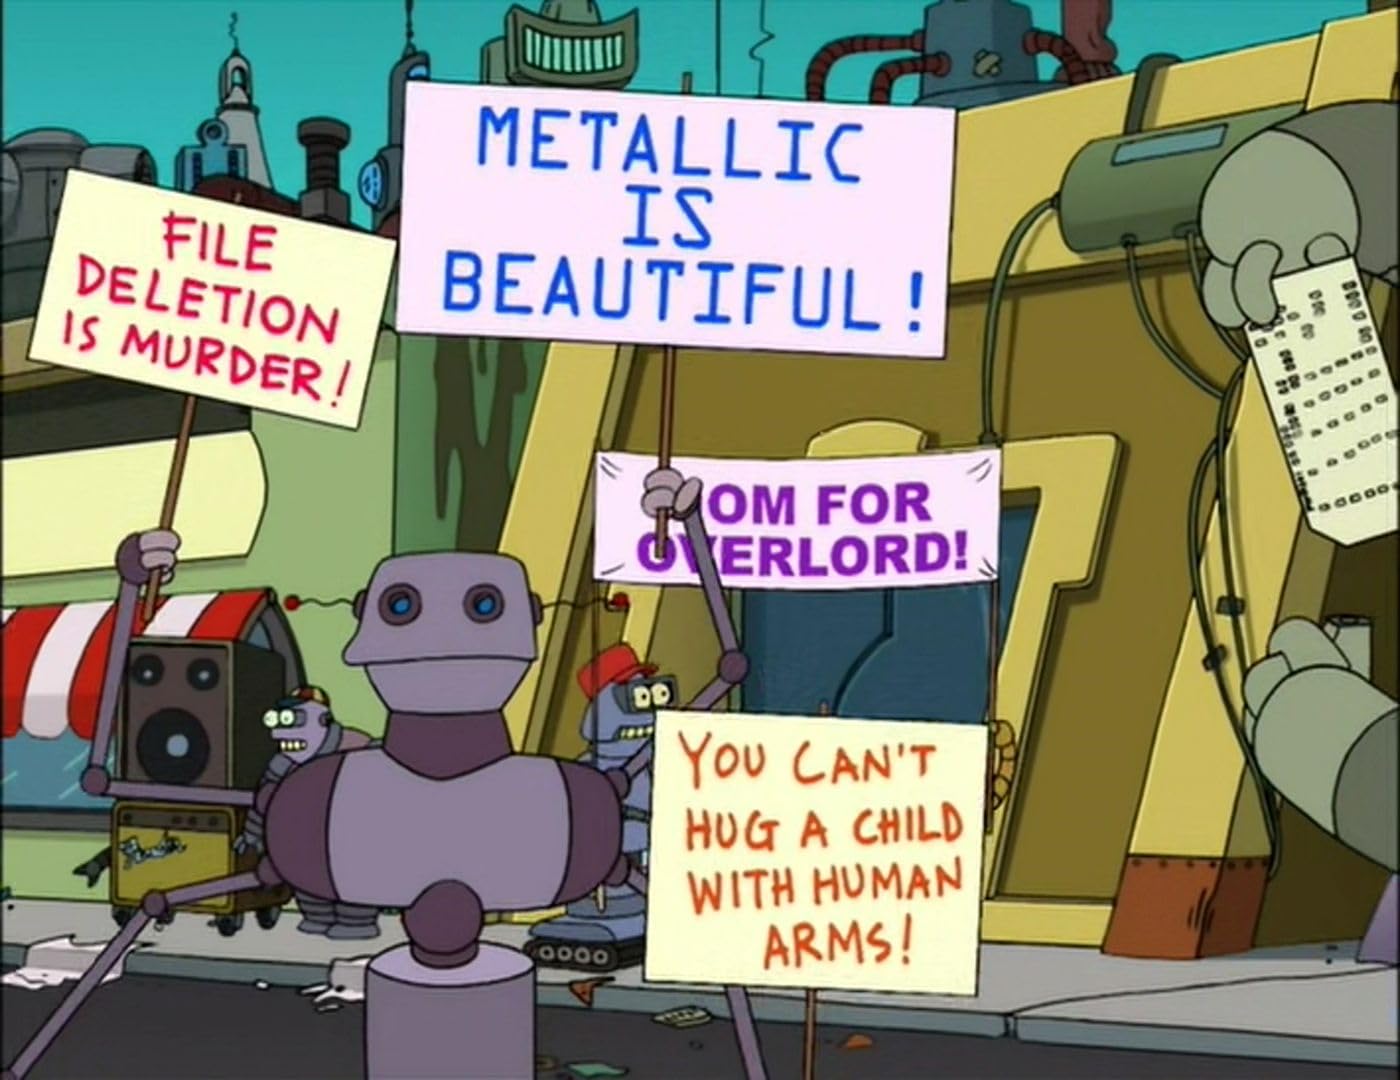 METALLIC
IS
BEAUTIFUL!
FILE
DELETION
IS MURDER!
OM FOR
OVERLORD!
YOU CAN'T
HUG A CHILD
WITH HUMAN
ARMS!